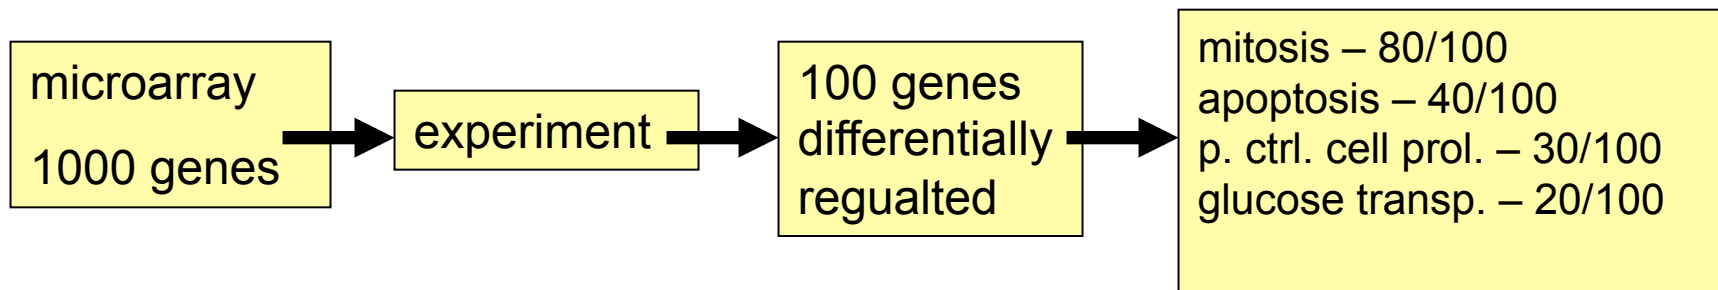 microarray
1000 genes
experiment
100 genes
differentially
regualted
mitosis – 80/100
apoptosis – 40/100
p. ctrl. cell prol. – 30/100
glucose transp. – 20/100